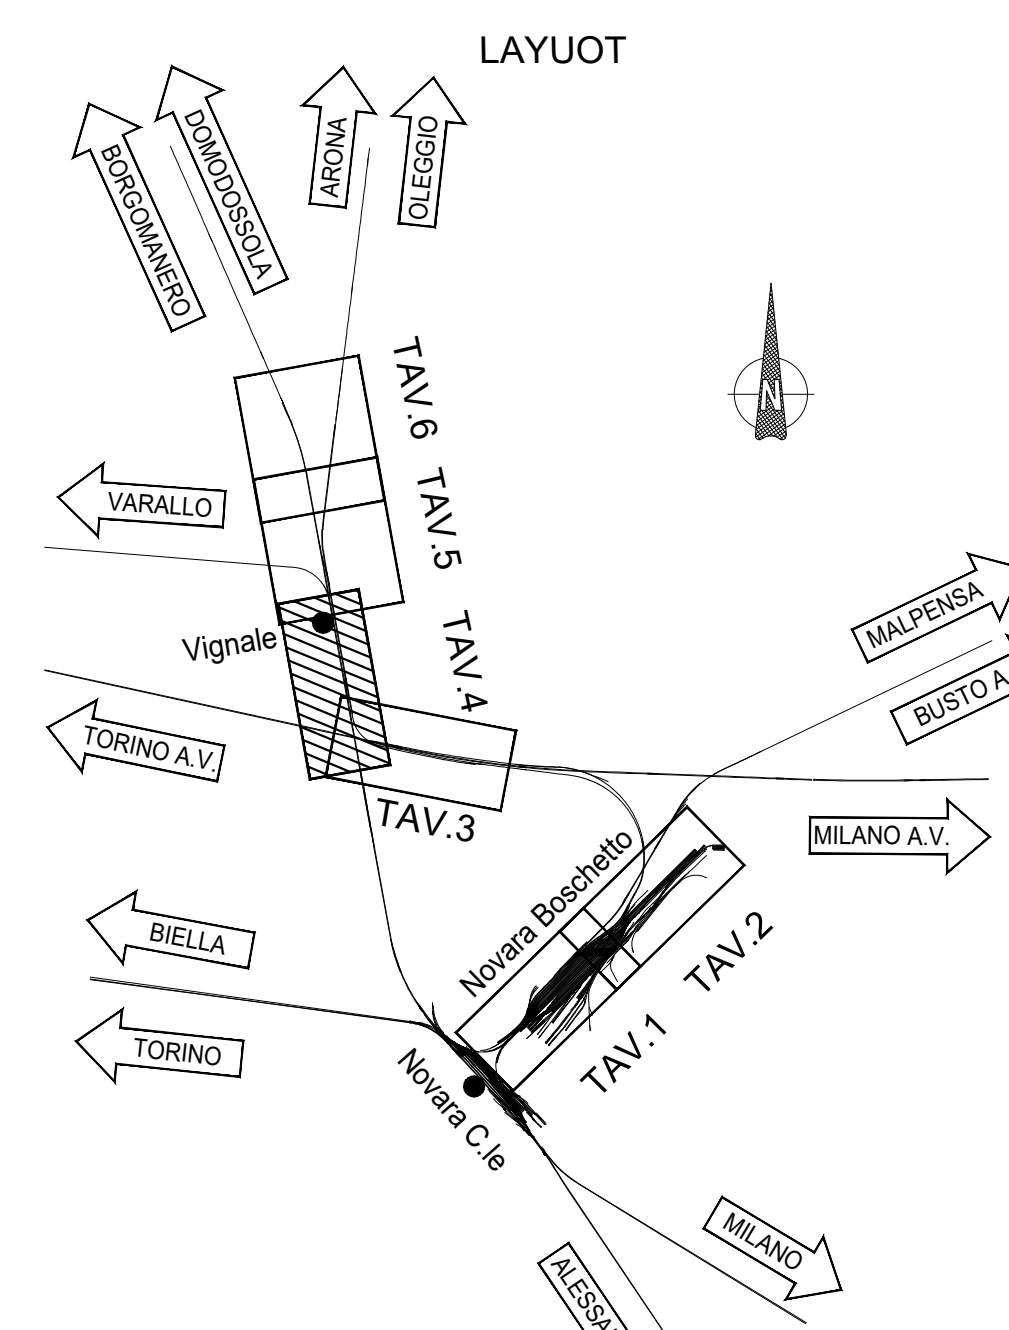 LAYUOT
DOMODOSSOLA
BORGOMANERO
ARONA
OLEGGIO
TAV.6
N
VARALLO
TAV.5
MALPENSA
Vignale
TAV.4
BUSTO A
TORINO A.V.
TAV.3
MILANO A.V.
Novara Boschetto
BIELLA
TAV.2
TORINO
TAV.1
Novara C.le
MILANO
ALESSA